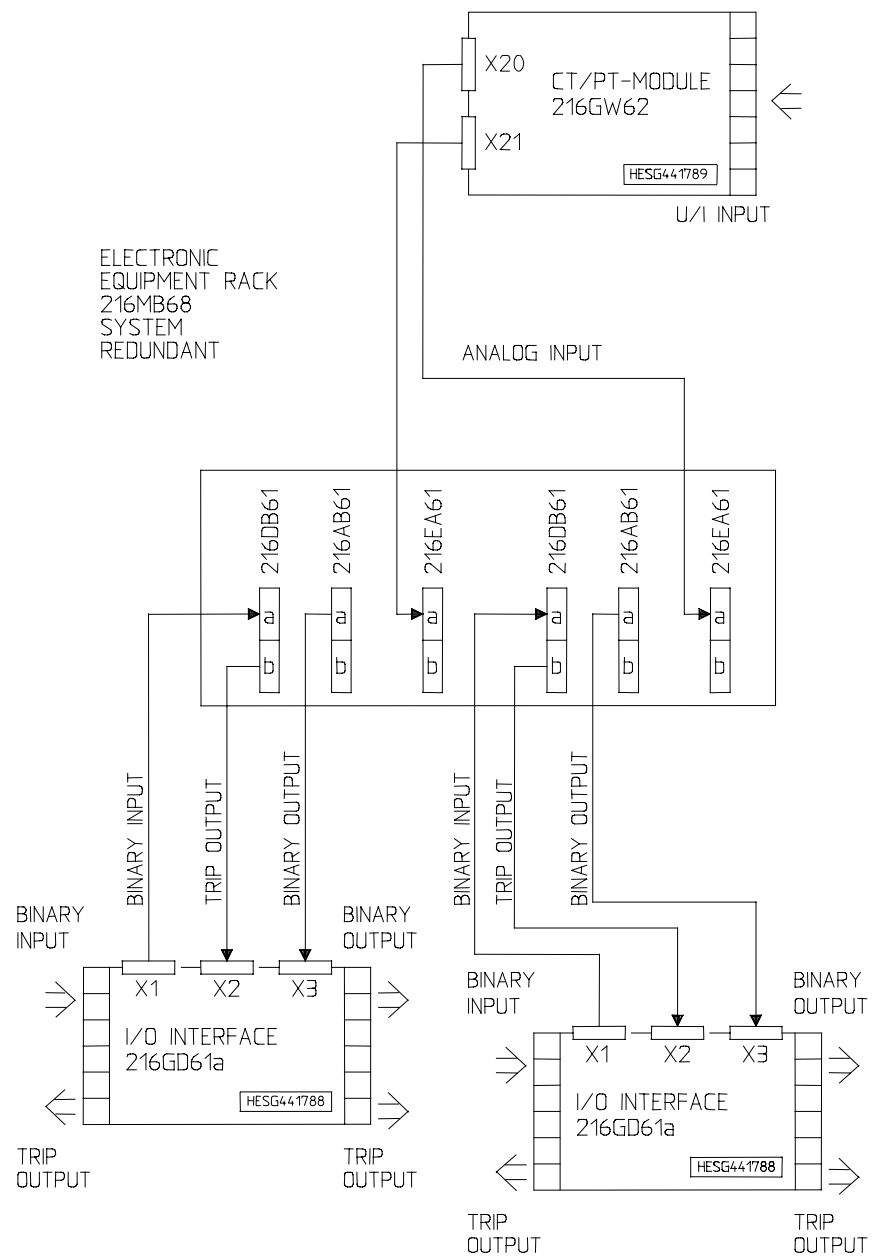 X20
CT/PT-MODULE
216GW62
X21
HESG441789
U/I INPUT
ELECTRONIC
EQUIPMENT RACK
216MB68
SYSTEM
REDUNDANT
ANALOG INPUT
216DB61
216AB61
216EA61
216DB61
216AB61
216EA61
a
a
a
a
a
a
b
b
b
b
b
b
BINARY INPUT
TRIP OUTPUT
BINARY OUTPUT
BINARY INPUT
TRIP OUTPUT
BINARY OUTPUT
BINARY
INPUT
BINARY
OUTPUT
X1
X2
X3
I/O INTERFACE
216GD61a
HESG441788
TRIP
OUTPUT
TRIP
OUTPUT
BINARY
INPUT
BINARY
OUTPUT
X1
X2
X3
I/O INTERFACE
216GD61a
HESG441788
TRIP
OUTPUT
TRIP
OUTPUT